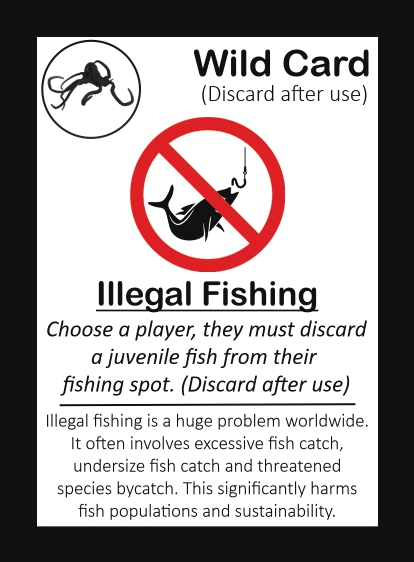 Wild Card
(Discard after use)
Illegal Fishing
Choose a player, they must discard
a juvenile fish from their
fishing spot. (Discard after use)
Illegal fishing is a huge problem worldwide.
It often involves excessive fish catch,
undersize fish catch and threatened
species bycatch. This significantly harms
fish populations and sustainability.